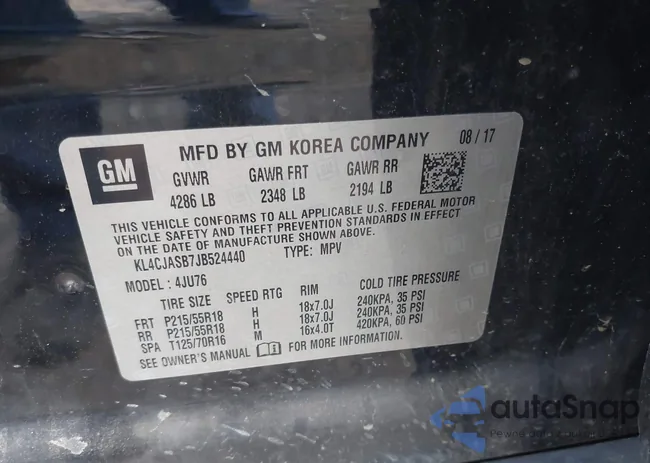 GM
MFD BY GM KOREA COMPANY 08 / 17
GVWR GAWR FRT GAWR RR
4286 LB 2348 LB 2194 LB
THIS VEHICLE CONFORMS TO ALL APPLICABLE U.S. FEDERAL MOTOR
VEHICLE SAFETY AND THEFT PREVENTION STANDARDS IN EFFECT
ON THE DATE OF MANUFACTURE SHOWN ABOVE.
KL4CJASB7JB524440 TYPE: MPV
MODEL : 4JU76
TIRE SIZE SPEED RTG RIM COLD TIRE PRESSURE
FRT P215/55R18 H 18x7.0J 240KPA, 35 PSI
RR P215/55R18 H 18x7.0J 240KPA, 35 PSI
SPA T125/70R16 M 16x4.0T 420KPA, 60 PSI
SEE OWNER'S MANUAL FOR MORE INFORMATION
autaSnap